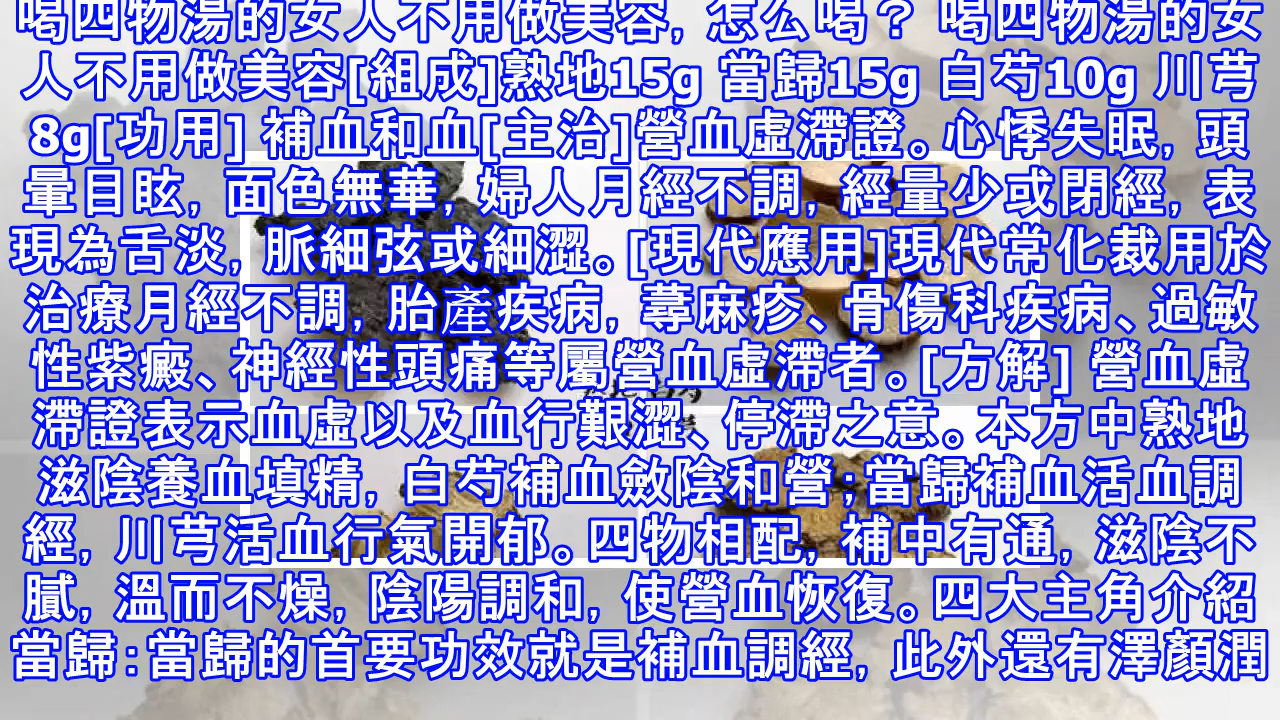 喝四物湯的女人不用做美容, 怎么喝？ 喝四物湯的女
人不用做美容[組成]熟地15g 當歸15g 白芍10g 川芎
8g[功用] 補血和血[主治]營血虛滯證。心悸失眠, 頭
暈目眩, 面色無華, 婦人月經不調, 經量少或閉經, 表
現為舌淡, 脈細弦或細澀。[現代應用]現代常化裁用於
治療月經不調, 胎產疾病, 蕁麻疹、骨傷科疾病、過敏
性紫癜、神經性頭痛等屬營血虛滯者。[方解] 營血虛
滯證表示血虛以及血行艱澀、停滯之意。本方中熟地
滋陰養血填精, 白芍補血斂陰和營;當歸補血活血調
經, 川芎活血行氣開郁。四物相配, 補中有通, 滋陰不
膩, 溫而不燥, 陰陽調和, 使營血恢復。四大主角介紹
當歸:當歸的首要功效就是補血調經, 此外還有澤顏潤